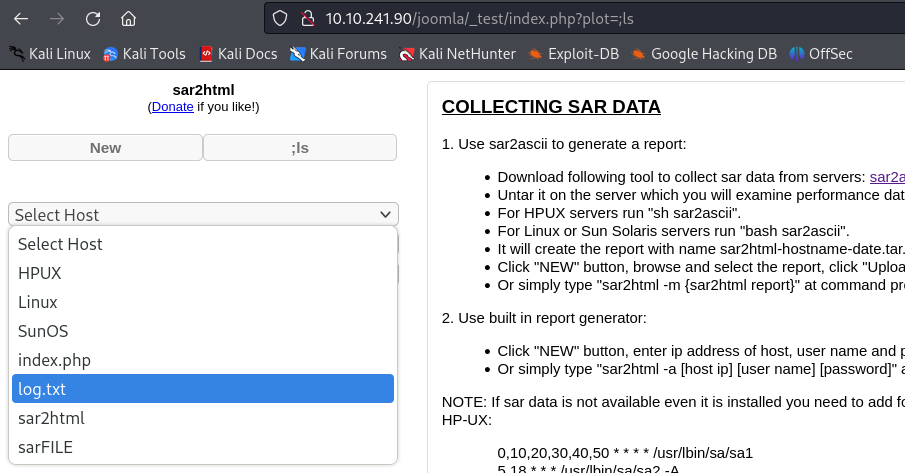 10.10.241.90/joomla/_test/index.php?plot=;ls
Kali Linux Kali Tools Kali Docs Kali Forums Kali NetHunter Exploit-DB Google Hacking DB OffSec
sar2html
(Donate if you like!)
New ;ls
Select Host
Select Host
HPUX
Linux
SunOS
index.php
log.txt
sar2html
sarFILE
COLLECTING SAR DATA
1. Use sar2ascii to generate a report:
Download following tool to collect sar data from servers: sar2a
Untar it on the server which you will examine performance dat
For HPUX servers run "sh sar2ascii".
For Linux or Sun Solaris servers run "bash sar2ascii".
It will create the report with name sar2html-hostname-date.tar.
Click "NEW" button, browse and select the report, click "Uploa
Or simply type "sar2html -m {sar2html report}" at command pr
2. Use built in report generator:
Click "NEW" button, enter ip address of host, user name and p
Or simply type "sar2html -a [host ip] [user name] [password]" a
NOTE: If sar data is not available even it is installed you need to add fo
HP-UX:
0,10,20,30,40,50 * * * * /usr/lbin/sa/sa1
5,18 * * * /usr/lbin/sa/sa2 -A